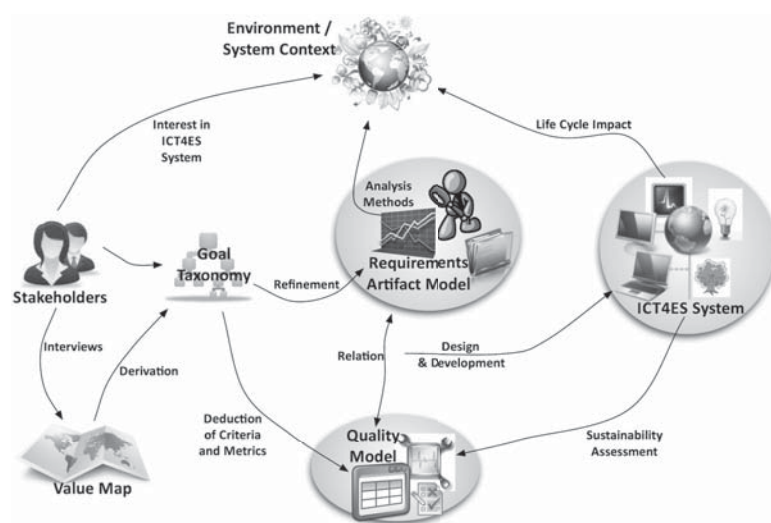 Environment /
System Context
Interest in
ICT4ES
System
Life Cycle Impact
Analysis
Methods
Goal
Taxonomy
Requirements
Artifact Model
Refinement
Stakeholders
ICT4ES System
Interviews
Derivation
Relation
Design
& Development
Deduction
of Criteria
and Metrics
Quality
Model
Sustainability
Assessment
Value Map